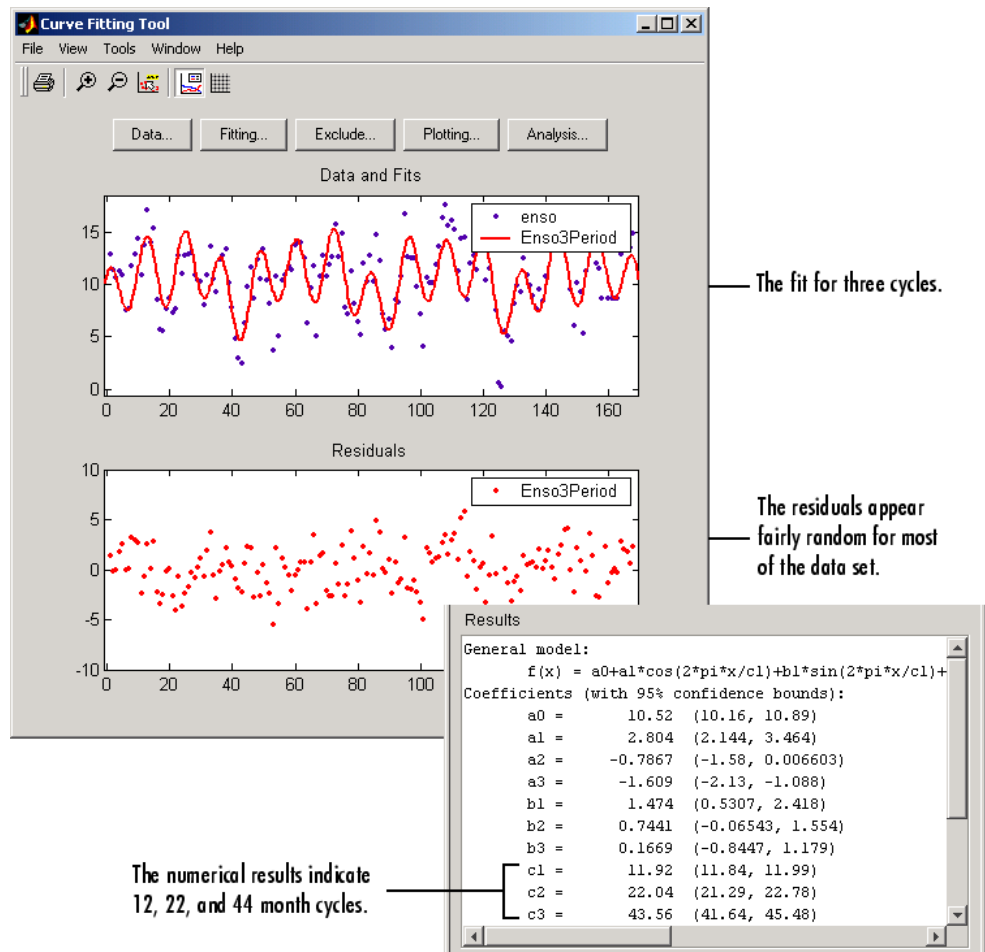 Curve Fitting Tool
File View Tools Window Help
Data... Fitting... Exclude... Plotting... Analysis...
Data and Fits
enso
Enso3Period
15
10
5
0
0 20 40 60 80 100 120 140 160
The fit for three cycles.
Residuals
Enso3Period
10
5
0
-5
-10
0 20 40 60 80 100
The residuals appear
fairly random for most
of the data set.
Results
General model:
f(x) = a0+a1*cos(2*pi*x/c1)+b1*sin(2*pi*x/c1)+
Coefficients (with 95% confidence bounds):
a0 = 10.52 (10.16, 10.89)
a1 = 2.804 (2.144, 3.464)
a2 = -0.7867 (-1.58, 0.006603)
a3 = -1.609 (-2.13, -1.088)
b1 = 1.474 (0.5307, 2.418)
b2 = 0.7441 (-0.06543, 1.554)
b3 = 0.1669 (-0.8447, 1.179)
c1 = 11.92 (11.84, 11.99)
c2 = 22.04 (21.29, 22.78)
c3 = 43.56 (41.64, 45.48)
The numerical results indicate
12, 22, and 44 month cycles.